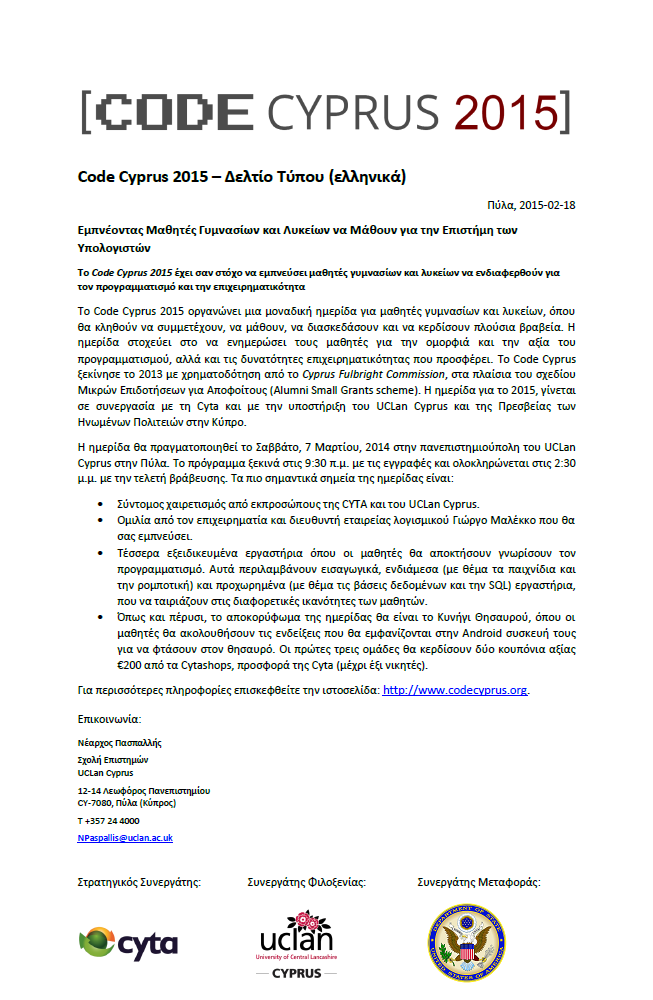 [CODE CYPRUS 2015]
Code Cyprus 2015 – Δελτίο Τύπου (ελληνικά)
Πύλα, 2015-02-18
Εμπνέοντας Μαθητές Γυμνασίων και Λυκείων να Μάθουν για την Επιστήμη των
Υπολογιστών
Το Code Cyprus 2015 έχει σαν στόχο να εμπνεύσει μαθητές γυμνασίων και λυκείων να ενδιαφερθούν για
τον προγραμματισμό και την επιχειρηματικότητα
Το Code Cyprus 2015 οργανώνει μια μοναδική ημερίδα για μαθητές γυμνασίων και λυκείων, όπου
θα κληθούν να συμμετέχουν, να μάθουν, να διασκεδάσουν και να κερδίσουν πλούσια βραβεία. Η
ημερίδα στοχεύει στο να ενημερώσει τους μαθητές για την ομορφιά και την αξία του
προγραμματισμού, αλλά και τις δυνατότητες επιχειρηματικότητας που προσφέρει. Το Code Cyprus
ξεκίνησε το 2013 με χρηματοδότηση από το Cyprus Fulbright Commission, στα πλαίσια του σχεδίου
Μικρών Επιδοτήσεων για Αποφοίτους (Alumni Small Grants scheme). Η ημερίδα για το 2015, γίνεται
σε συνεργασία με τη Cyta και με την υποστήριξη του UCLan Cyprus και της Πρεσβείας των
Ηνωμένων Πολιτειών στην Κύπρο.
Η ημερίδα θα πραγματοποιηθεί το Σαββάτο, 7 Μαρτίου, 2014 στην πανεπιστημιούπολη του UCLan
Cyprus στην Πύλα. Το πρόγραμμα ξεκινά στις 9:30 π.μ. με τις εγγραφές και ολοκληρώνεται στις 2:30
μ.μ. με την τελετή βράβευσης. Τα πιο σημαντικά σημεία της ημερίδας είναι:
• Σύντομος χαιρετισμός από εκπροσώπους της CYTA και του UCLan Cyprus.
• Ομιλία από τον επιχειρηματία και διευθυντή εταιρείας λογισμικού Γιώργο Μαλέκκο που θα
σας εμπνεύσει.
• Τέσσερα εξειδικευμένα εργαστήρια όπου οι μαθητές θα αποκτήσουν γνωρίσουν τον
προγραμματισμό. Αυτά περιλαμβάνουν εισαγωγικά, ενδιάμεσα (με θέμα τα παιχνίδια και
την ρομποτική) και προχωρημένα (με θέμα τις βάσεις δεδομένων και την SQL) εργαστήρια,
που να ταιριάζουν στις διαφορετικές ικανότητες των μαθητών.
• Όπως και πέρυσι, το αποκορύφωμα της ημερίδας θα είναι το Κυνήγι Θησαυρού, όπου οι
μαθητές θα ακολουθήσουν τις ενδείξεις που θα εμφανίζονται στην Android συσκευή τους
για να φτάσουν στον θησαυρό. Οι πρώτες τρεις ομάδες θα κερδίσουν δύο κουπόνια αξίας
€200 από τα Cytashops, προσφορά της Cyta (μέχρι έξι νικητές).
Για περισσότερες πληροφορίες επισκεφθείτε την ιστοσελίδα: http://www.codecyprus.org.
Επικοινωνία:
Νέαρχος Πασπαλλής
Σχολή Επιστημών
UCLan Cyprus
12-14 Λεωφόρος Πανεπιστημίου
CY-7080, Πύλα (Κύπρος)
T +357 24 4000
NPaspallis@uclan.ac.uk
Στρατηγικός Συνεργάτης: Συνεργάτης Φιλοξενίας: Συνεργάτης Μεταφοράς:
cyta
uclan
University of Central Lancashire
CYPRUS
DEPARTMENT OF STATE
UNITED STATES OF AMERICA